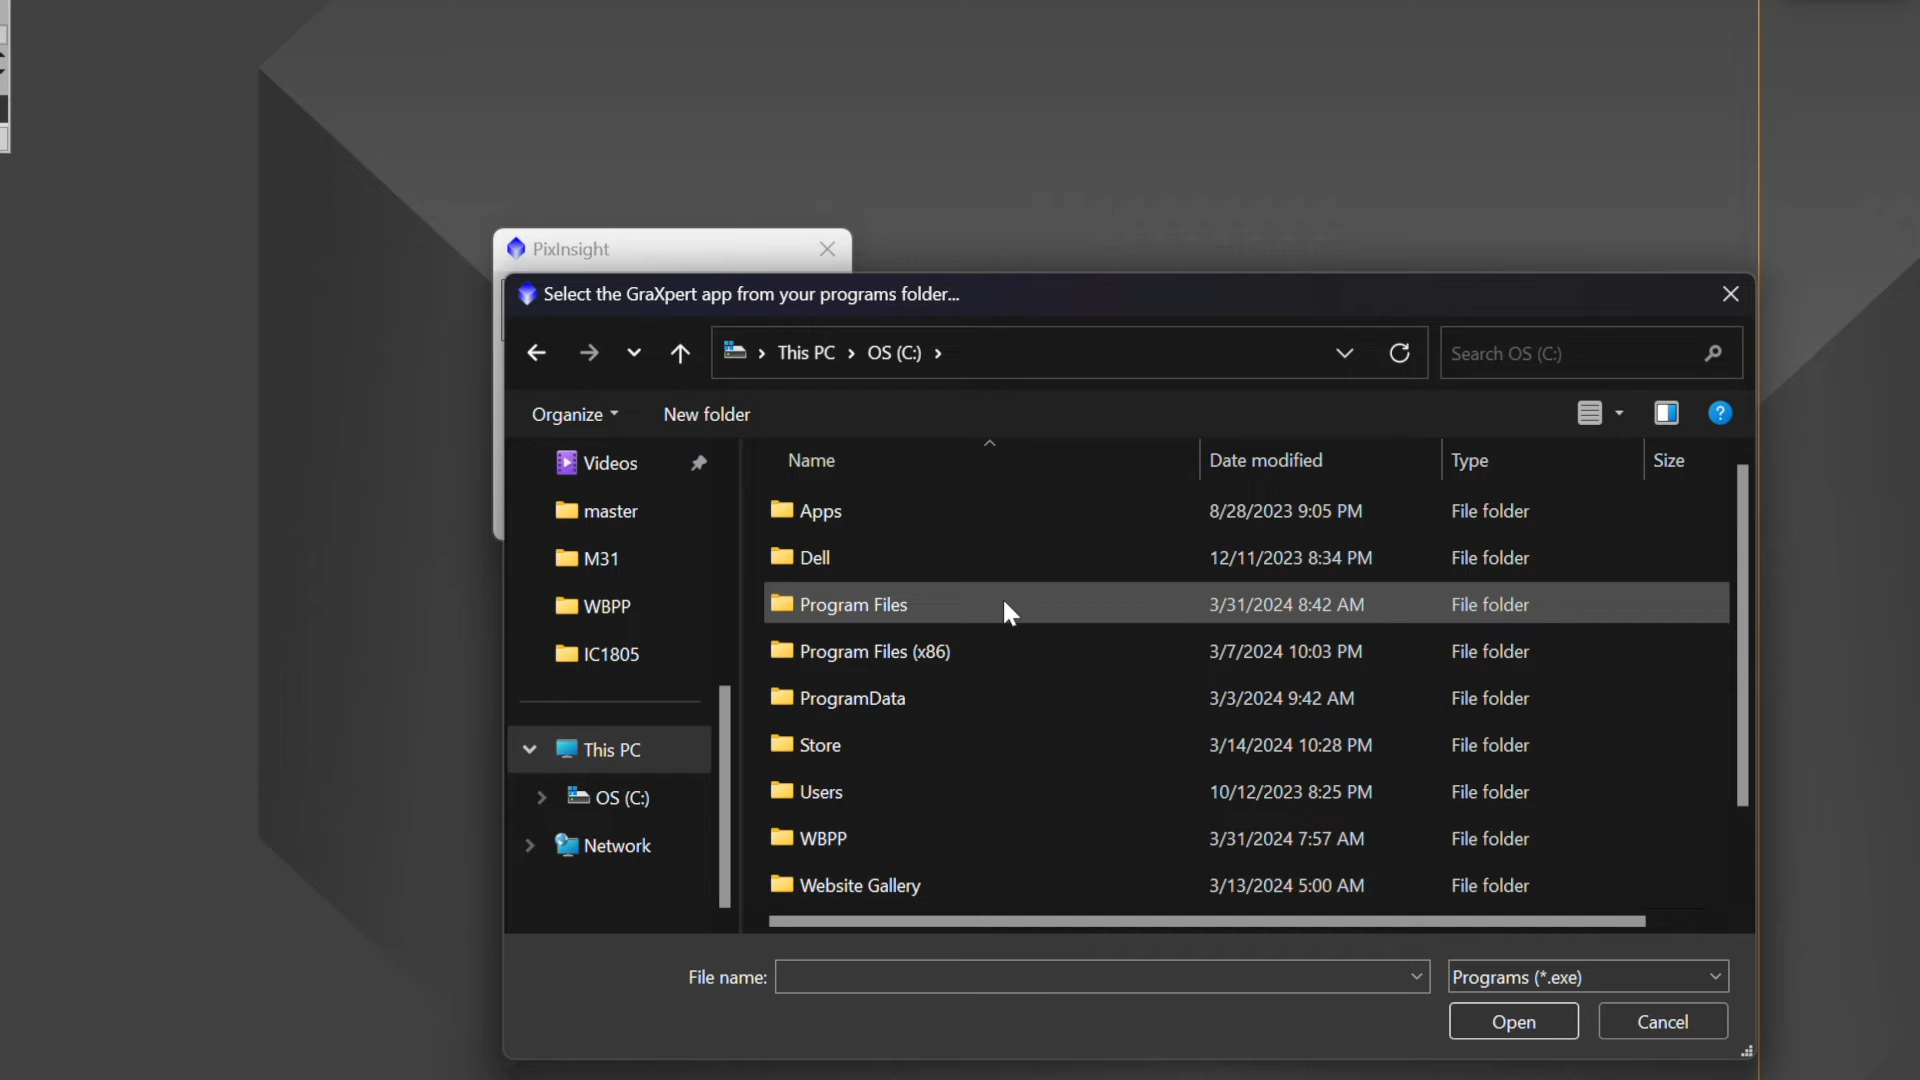 PixInsight
Select the GraXpert app from your programs folder...
This PC > OS (C:) >
Search OS (C:)
Organize
New folder
Videos
master
M31
WBPP
IC1805
This PC
OS (C:)
Network
Name Date modified Type Size
Apps 8/28/2023 9:05 PM File folder
Dell 12/11/2023 8:34 PM File folder
Program Files 3/31/2024 8:42 AM File folder
Program Files (x86) 3/7/2024 10:03 PM File folder
ProgramData 3/3/2024 9:42 AM File folder
Store 3/14/2024 10:28 PM File folder
Users 10/12/2023 8:25 PM File folder
WBPP 3/31/2024 7:57 AM File folder
Website Gallery 3/13/2024 5:00 AM File folder
File name:
Programs (*.exe)
Open
Cancel